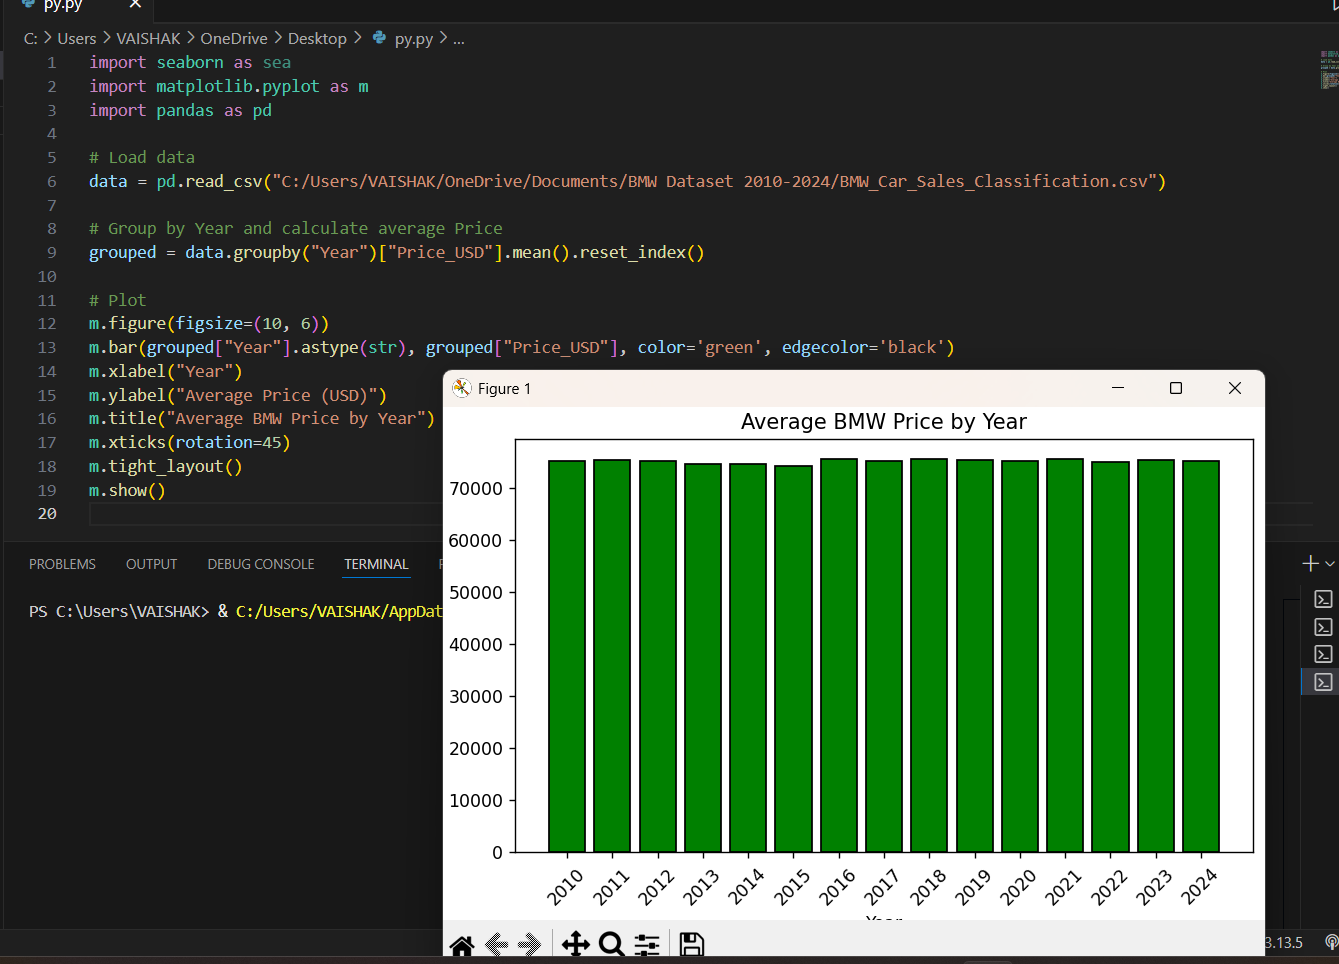 py.py
C: > Users > VAISHAK > OneDrive > Desktop > py.py > ...
1 import seaborn as sea
2 import matplotlib.pyplot as m
3 import pandas as pd
4
5 # Load data
6 data = pd.read_csv("C:/Users/VAISHAK/OneDrive/Documents/BMW Dataset 2010-2024/BMW_Car_Sales_Classification.csv")
7
8 # Group by Year and calculate average Price
9 grouped = data.groupby("Year")["Price_USD"].mean().reset_index()
10
11 # Plot
12 m.figure(figsize=(10, 6))
13 m.bar(grouped["Year"].astype(str), grouped["Price_USD"], color='green', edgecolor='black')
14 m.xlabel("Year")
15 m.ylabel("Average Price (USD)")
16 m.title("Average BMW Price by Year")
17 m.xticks(rotation=45)
18 m.tight_layout()
19 m.show()
20
PROBLEMS OUTPUT DEBUG CONSOLE TERMINAL
PS C:\Users\VAISHAK> & C:/Users/VAISHAK/AppDat
Figure 1
Average BMW Price by Year
70000
60000
50000
40000
30000
20000
10000
0
2010 2011 2012 2013 2014 2015 2016 2017 2018 2019 2020 2021 2022 2023 2024
Year
3.13.5